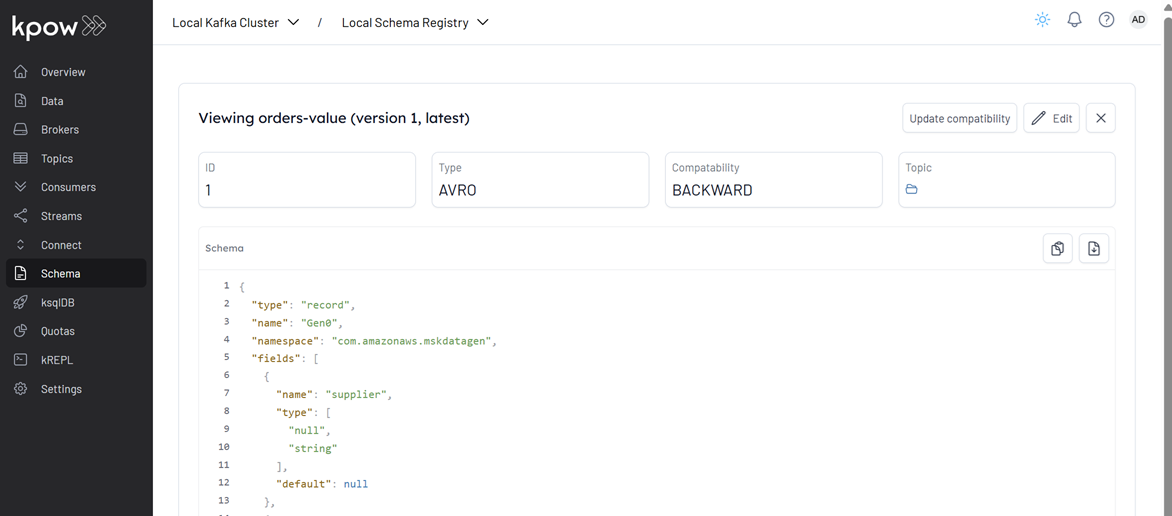 kpow
Local Kafka Cluster / Local Schema Registry
AD
Overview
Data
Brokers
Topics
Consumers
Streams
Connect
Schema
ksqlDB
Quotas
kREPL
Settings
Viewing orders-value (version 1, latest)
Update compatibility
Edit
ID
1
Type
AVRO
Compatability
BACKWARD
Topic
Schema
1 {
2 "type": "record",
3 "name": "Gen0",
4 "namespace": "com.amazonaws.mskdatagen",
5 "fields": [
6 {
7 "name": "supplier",
8 "type": [
9 "null",
10 "string"
11 ],
12 "default": null
13 },